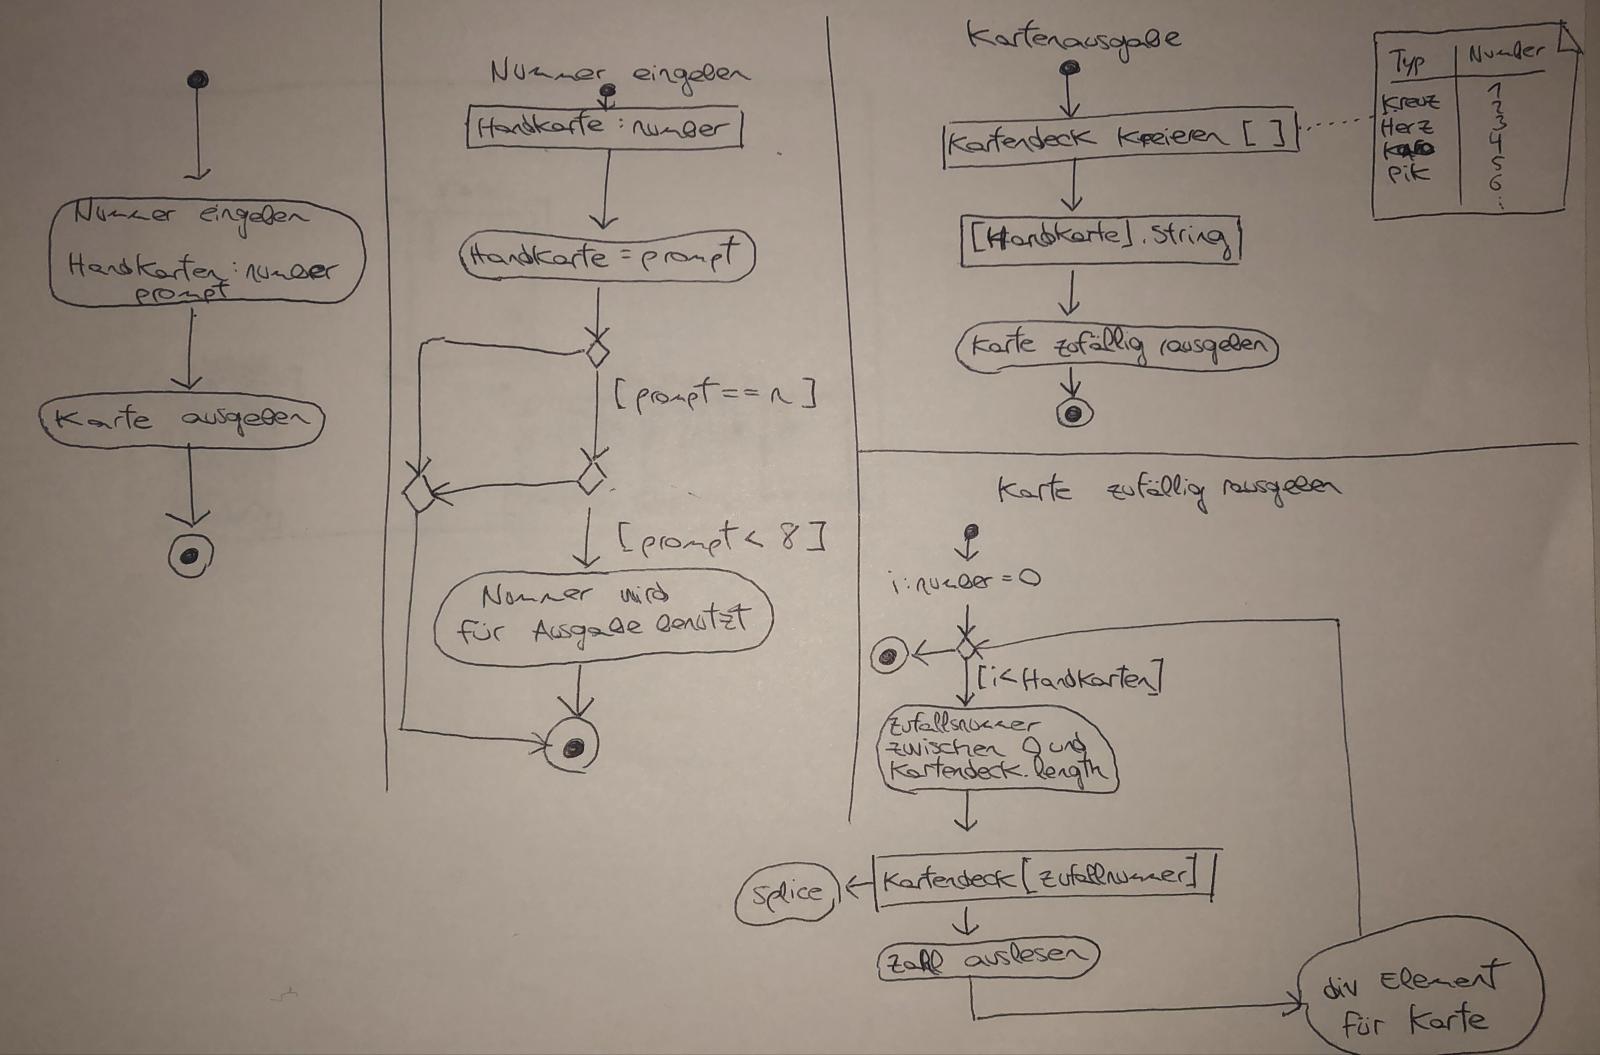 Nummer eingeben
Handkarten : number
prompt
Karte ausgeben
Nummer eingeben
Handkarte : number
Handkarte = prompt
[prompt == n]
[prompt < 8]
Nummer wird
für Ausgabe benutzt
Kartenausgabe
Kartendeck kreieren [ ]
[Handkarte].String
Karte zufällig rausgeben
Typ Number
Kreuz 1
Herz 2
3
Pik 4
5
6
:
Karte zufällig rausgeben
i : number = 0
[i < Handkarten]
Zufallsnummer
zwischen 0 und
Kartendeck.length
Kartendeck [zufallnummer]
splice
Zahl auslesen
div Element
für Karte